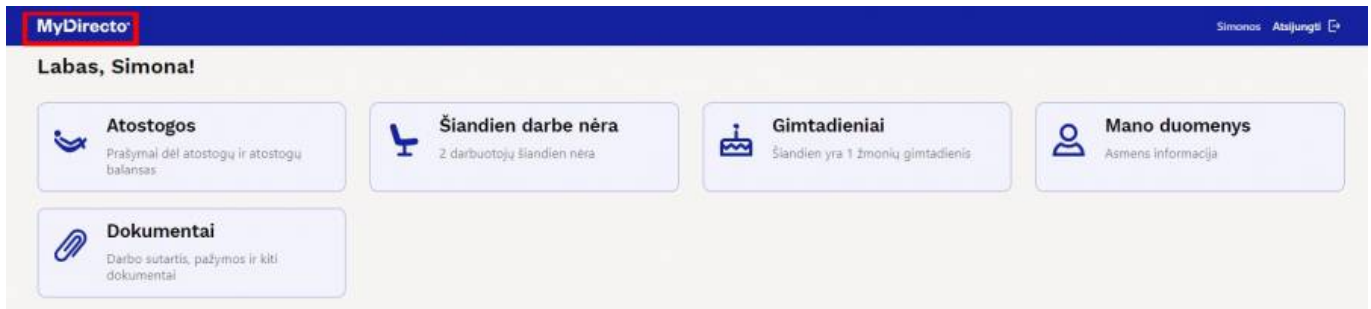 MyDirecto
Simonos Atsijungti
Labas, Simona!
Atostogos
Prašymai dėl atostogų ir atostogų
balansas
Šiandien darbe nėra
2 darbuotojų šiandien nėra
Gimtadieniai
Šiandien yra 1 žmonių gimtadienis
Mano duomenys
Asmens informacija
Dokumentai
Darbo sutartis, pažymos ir kiti
dokumentai